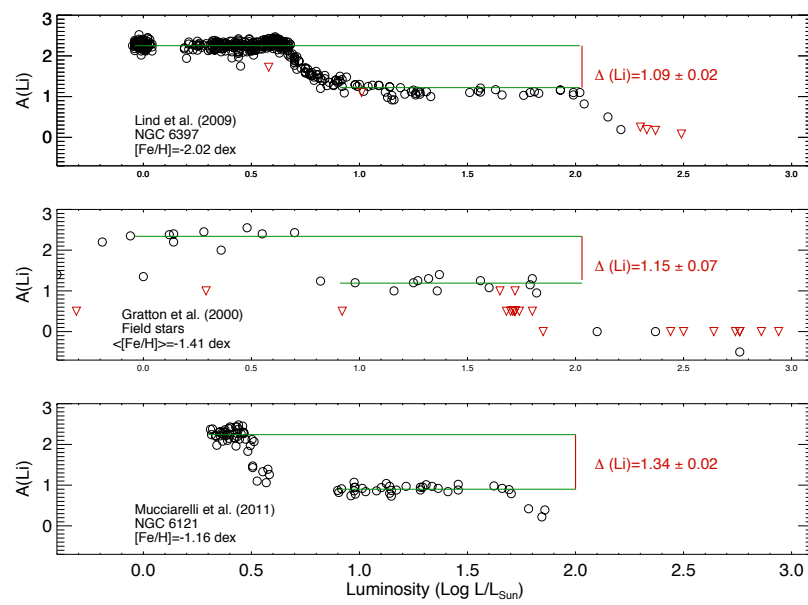 3
2
1
0
A(Li)
Δ (Li)=1.09 ± 0.02
Lind et al. (2009)
NGC 6397
[Fe/H]=-2.02 dex
0.0 0.5 1.0 1.5 2.0 2.5 3.0
3
2
1
0
A(Li)
Δ (Li)=1.15 ± 0.07
Gratton et al. (2000)
Field stars
<[Fe/H]>=-1.41 dex
0.0 0.5 1.0 1.5 2.0 2.5 3.0
3
2
1
0
A(Li)
Δ (Li)=1.34 ± 0.02
Mucciarelli et al. (2011)
NGC 6121
[Fe/H]=-1.16 dex
0.0 0.5 1.0 1.5 2.0 2.5 3.0
Luminosity (Log L/LSun)